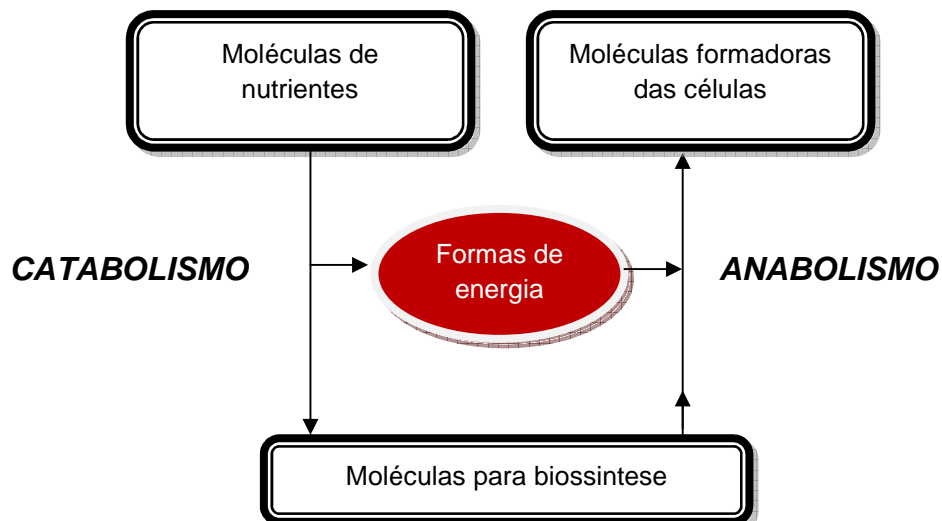 Moléculas de
nutrientes
Moléculas formadoras
das células
CATABOLISMO
Formas de
energia
ANABOLISMO
Moléculas para biossintese